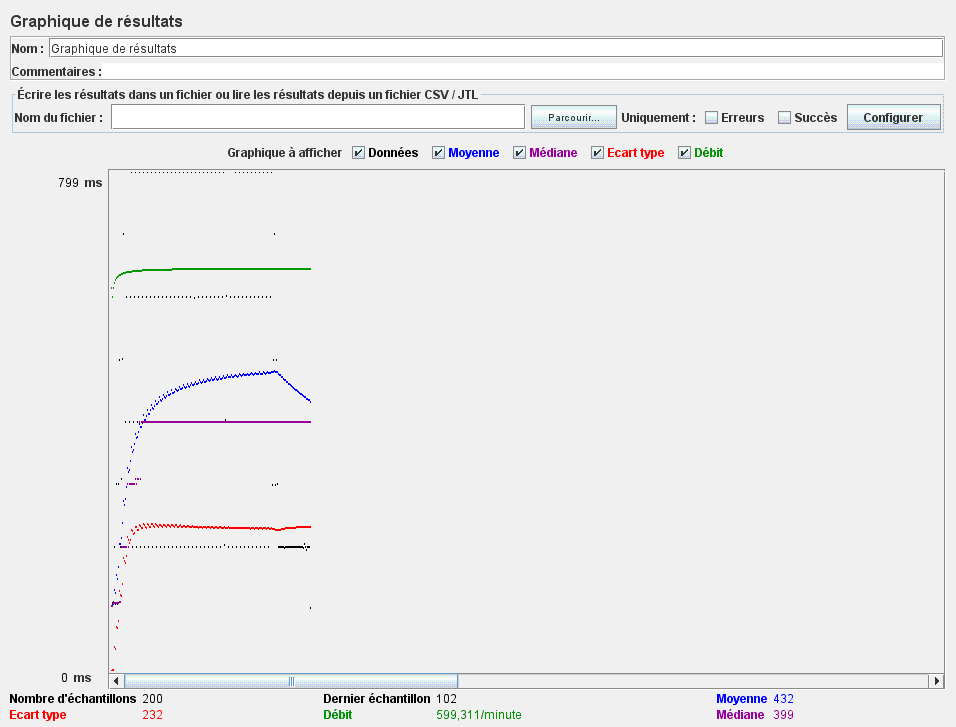 Graphique de résultats
Nom : Graphique de résultats
Commentaires :
Écrire les résultats dans un fichier ou lire les résultats depuis un fichier CSV / JTL
Nom du fichier : Parcourir... Uniquement : Erreurs Succès Configurer
Graphique à afficher Données Moyenne Médiane Ecart type Débit
799 ms
0 ms
Nombre d'échantillons 200 Dernier échantillon 102 Moyenne 432
Ecart type 232 Débit 599,311/minute Médiane 399